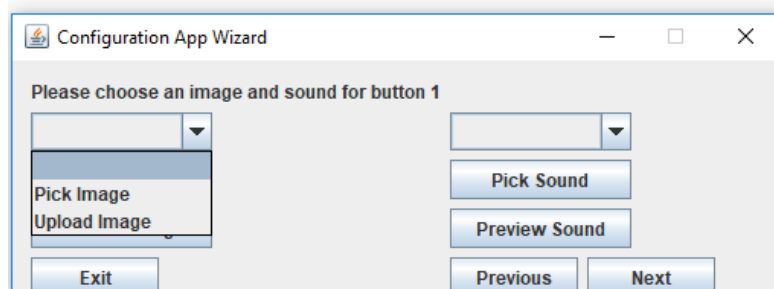 Configuration App Wizard
Please choose an image and sound for button 1
Pick Image
Upload Image
Pick Sound
Preview Sound
Exit
Previous
Next